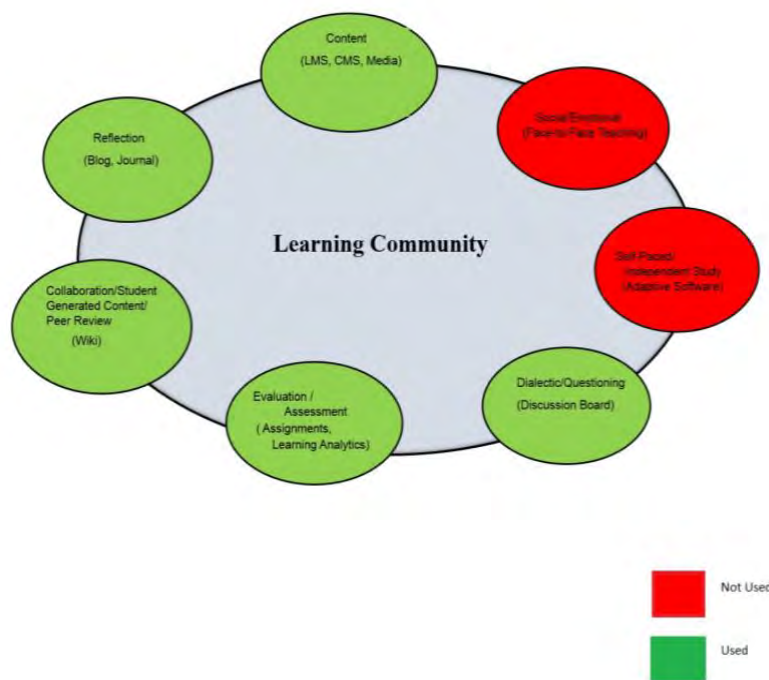 Content
(LMS, CMS, Media)
Social/Emotional
(Face-to Face Teaching)
Reflection
(Blog, Journal)
Learning Community
Self-Paced/
Independent Study
(Adaptive Software)
Collaboration/Student
Generated Content/
Peer Review
(Wiki)
Evaluation /
Assessment
( Assignments,
Learning Analytics)
Dialectic/Questioning
(Discussion Board)
Not Used
Used